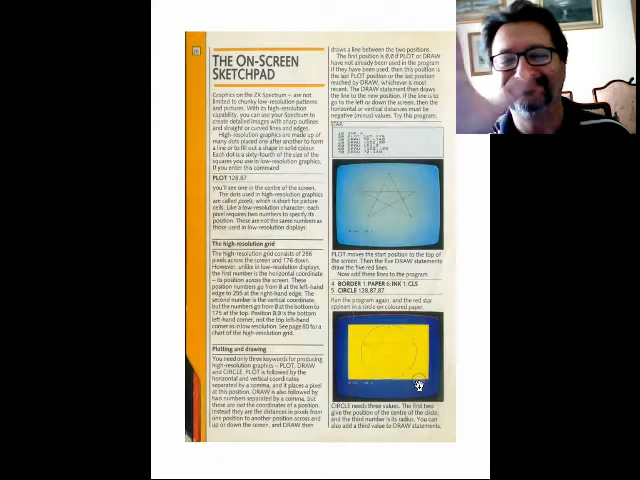 THE ON-SCREEN
SKETCHPAD
Graphics on the ZX Spectrum + are not
limited to chunky low-resolution patterns
and pictures. With its high-resolution
capability, you can use your Spectrum to
create detailed images with sharp outlines
and straight or curved lines and edges.
High-resolution graphics are made up of
many dots placed one after another to form
a line or to fill out a shape in solid colour.
Each dot is a sixty-fourth of the size of the
squares you use in low-resolution graphics.
If you enter this command
PLOT 128,87
you'll see one in the centre of the screen.
The dots used in high-resolution graphics
are called pixels, which is short for picture
cells. Like a low-resolution character, each
pixel requires two numbers to specify its
position. These are not the same numbers as
those used in low-resolution displays.
The high-resolution grid
The high-resolution grid consists of 256
pixels across the screen and 176 down.
However, unlike in low-resolution displays,
the first number is the horizontal coordinate
– its position across the screen. These
position numbers go from 0 at the left-hand
edge to 255 at the right-hand edge. The
second number is the vertical coordinate,
but the numbers go from 0 at the bottom to
175 at the top. Position 0,0 is the bottom
left-hand corner, not the top left-hand
corner as in low resolution. See page 80 for a
chart of the high-resolution grid.
Plotting and drawing
You need only three keywords for producing
high-resolution graphics – PLOT, DRAW
and CIRCLE. PLOT is followed by the
horizontal and vertical coordinates
separated by a comma, and it places a pixel
at this position. DRAW is also followed by
two numbers separated by a comma, but
these are not the coordinates of a position.
Instead they are the distances in pixels from
one position to another position across and
up or down the screen, and DRAW then
draws a line between the two positions.
The first position is 0,0 if PLOT or DRAW
have not already been used in the program
If they have been used, then this position is
the last PLOT position or the last position
reached by DRAW, whichever is most
recent. The DRAW statement then draws
the line to the new position. If the line is to
go to the left or down the screen, then the
horizontal or vertical distances must be
negative (minus) values. Try this program.
STAR
PLOT moves the start position to the top of
the screen. Then the five DRAW statements
draw the five red lines.
Now add these lines to the program.
4 BORDER 1:PAPER 6:INK 1:CLS
5 CIRCLE 128,87,87
Run the program again, and the red star
appears in a circle on coloured paper.
CIRCLE needs three values. The first two
give the position of the centre of the circle,
and the third number is its radius. You can
also add a third value to DRAW statements.